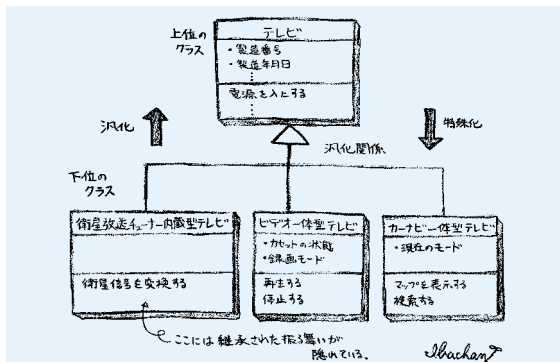 上位の
クラス
テレビ
・製造番号
・製造年月日
電源を入にする
汎化
特殊化
汎化関係
下位の
クラス
衛星放送チューナー内蔵型テレビ
衛星信号を変換する
ビデオ一体型テレビ
・カセットの状態
・録画モード
再生する
停止する
カーナビ一体型テレビ
・現在のモード
マップを表示する
検索する
ここには継承された振る舞いが
隠れている。
Ibachan